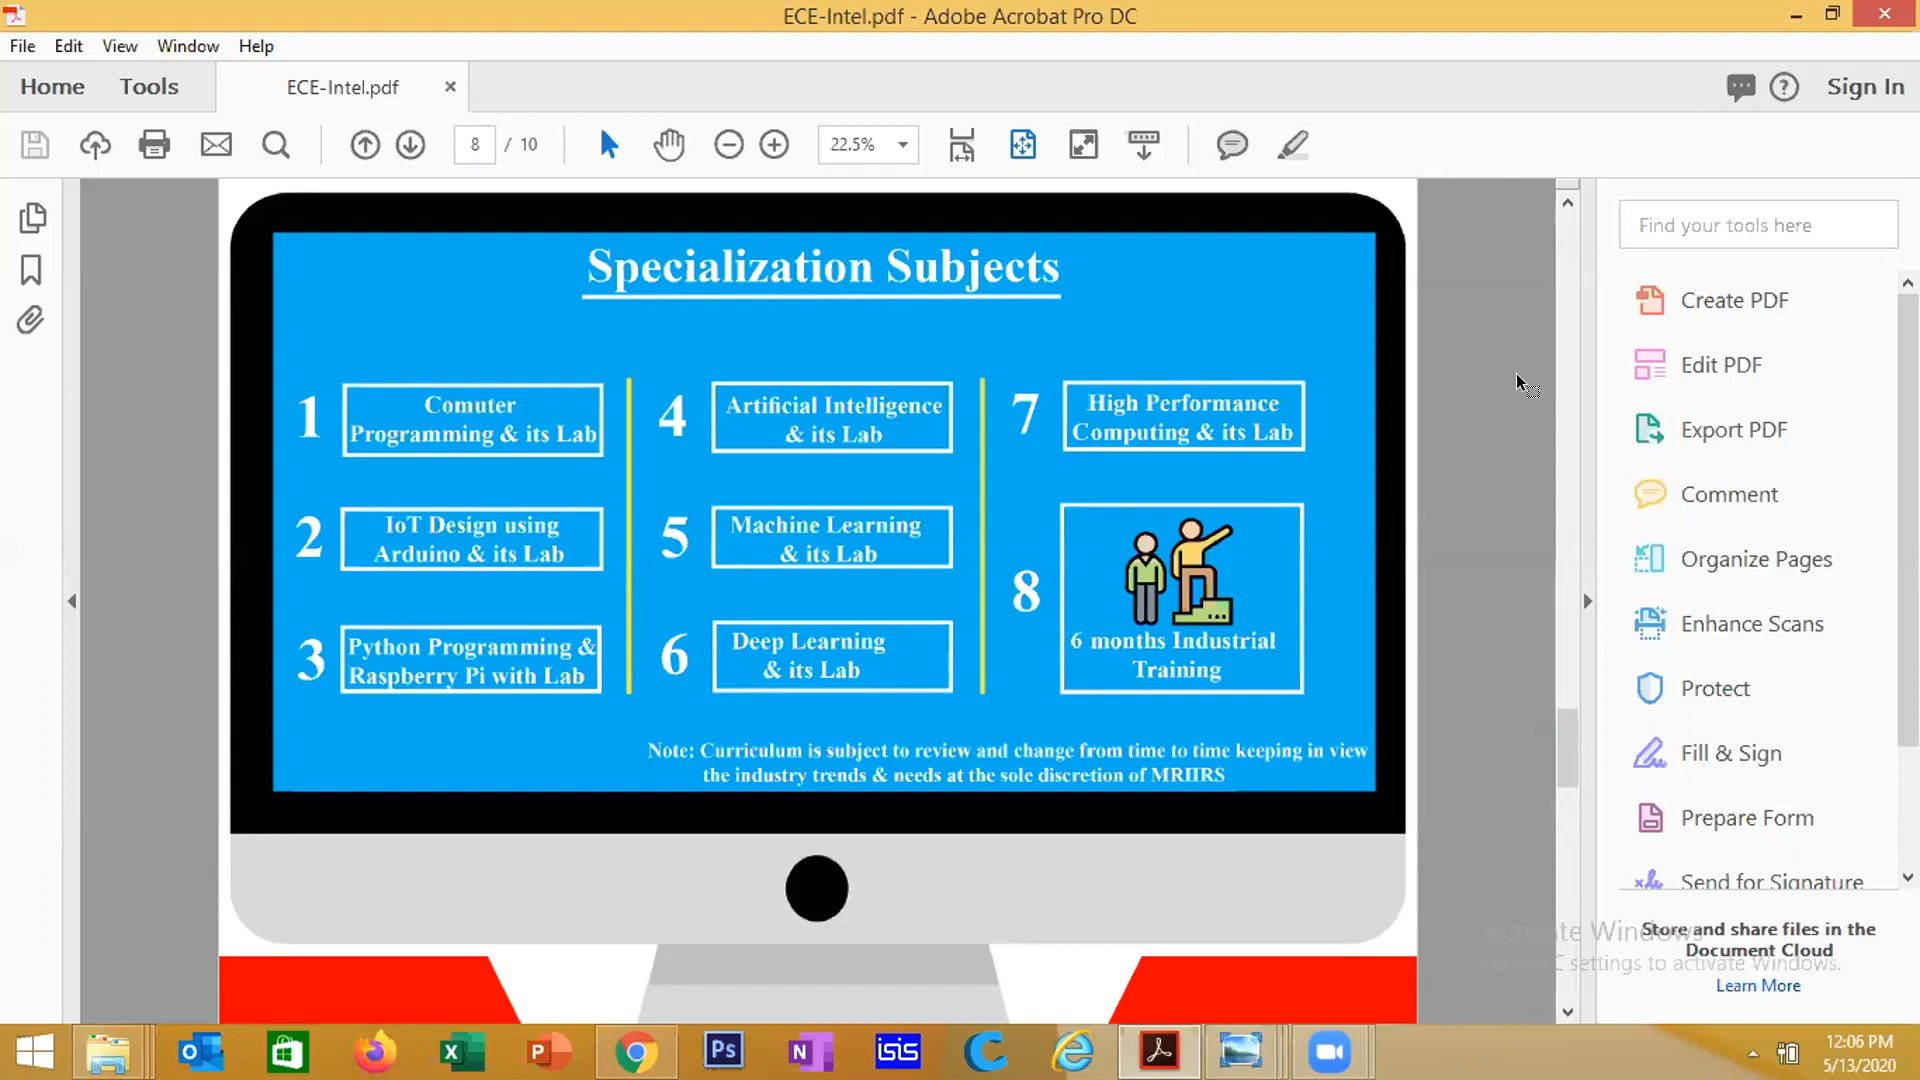 ECE-Intel.pdf - Adobe Acrobat Pro DC
File Edit View Window Help
Home Tools ECE-Intel.pdf × Sign In
8 / 10 22.5%
Specialization Subjects
1 Comuter
Programming & its Lab
2 IoT Design using
Arduino & its Lab
3 Python Programming &
Raspberry Pi with Lab
4 Artificial Intelligence
& its Lab
5 Machine Learning
& its Lab
6 Deep Learning
& its Lab
7 High Performance
Computing & its Lab
8 6 months Industrial
Training
Note: Curriculum is subject to review and change from time to time keeping in view
the industry trends & needs at the sole discretion of MRIIRS
Find your tools here
Create PDF
Edit PDF
Export PDF
Comment
Organize Pages
Enhance Scans
Protect
Fill & Sign
Prepare Form
Send for Signature
Store and share files in the
Document Cloud
Learn More
settings to activate Windows.
Ps
isis
12:06 PM
5/13/2020